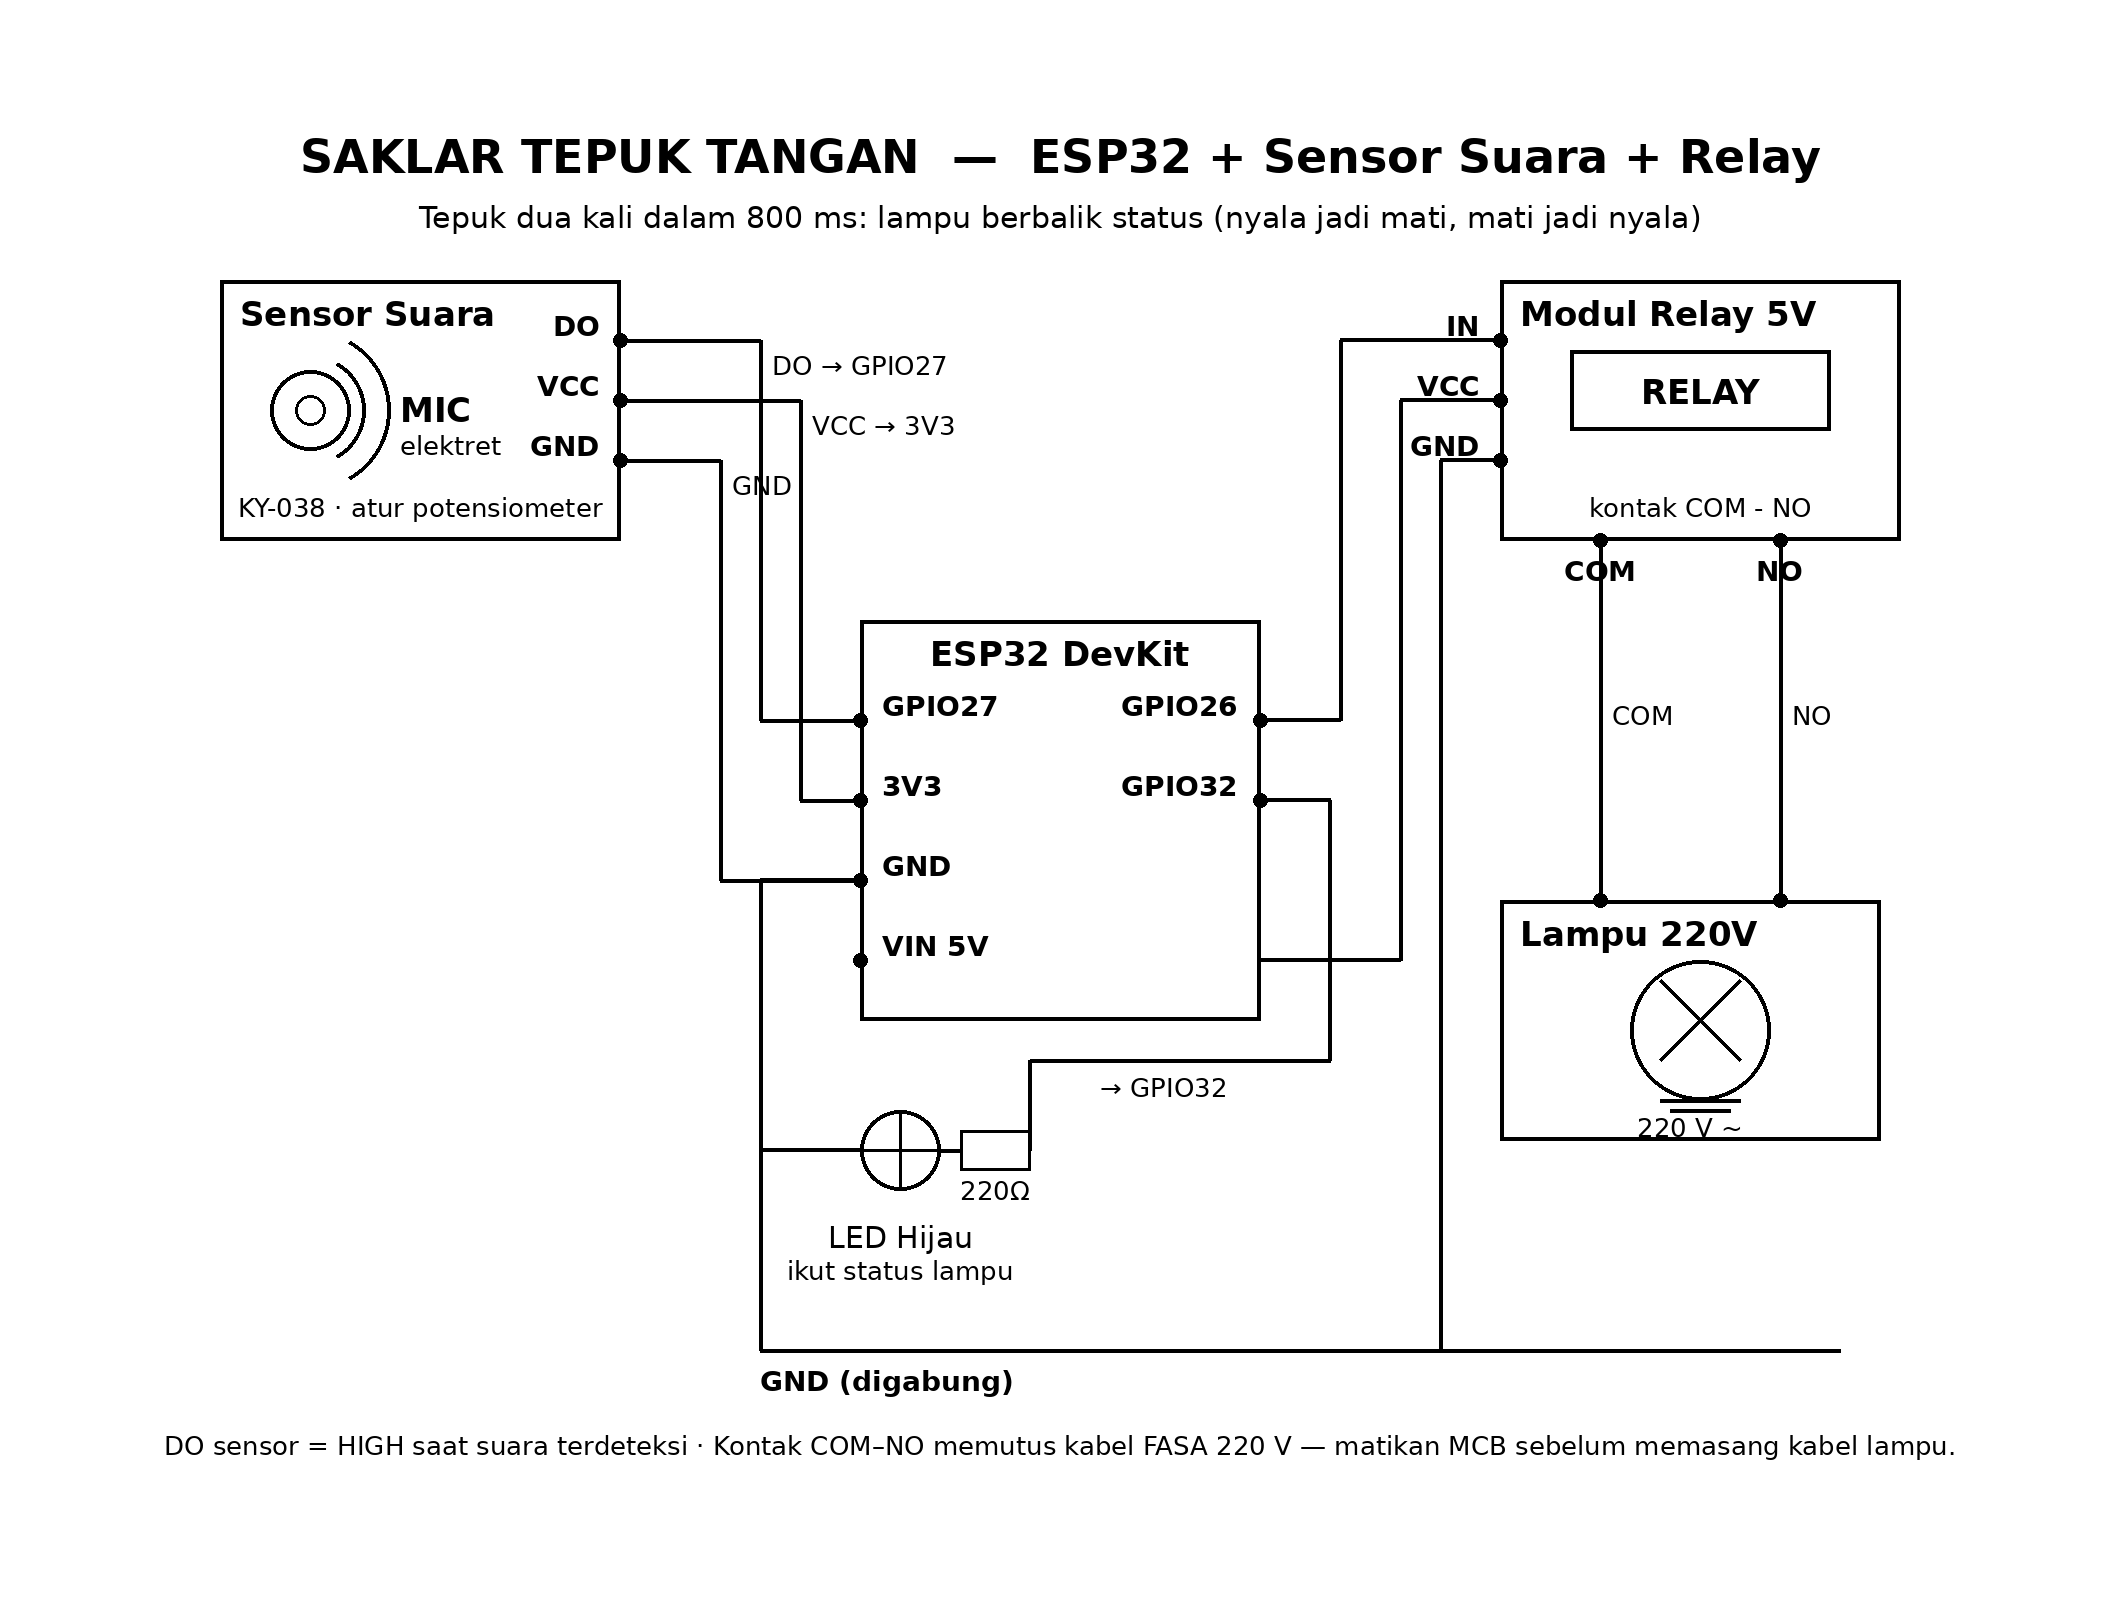 SAKLAR TEPUK TANGAN — ESP32 + Sensor Suara + Relay
Tepuk dua kali dalam 800 ms: lampu berbalik status (nyala jadi mati, mati jadi nyala)
Sensor Suara
DO
VCC
GND
MIC
elektret
KY-038 · atur potensiometer
DO → GPIO27
VCC → 3V3
GND
IN
VCC
GND
Modul Relay 5V
RELAY
kontak COM - NO
COM
NO
COM
NO
ESP32 DevKit
GPIO27
GPIO26
3V3
GPIO32
GND
VIN 5V
→ GPIO32
220Ω
LED Hijau
ikut status lampu
Lampu 220V
220 V ~
GND (digabung)
DO sensor = HIGH saat suara terdeteksi · Kontak COM–NO memutus kabel FASA 220 V — matikan MCB sebelum memasang kabel lampu.